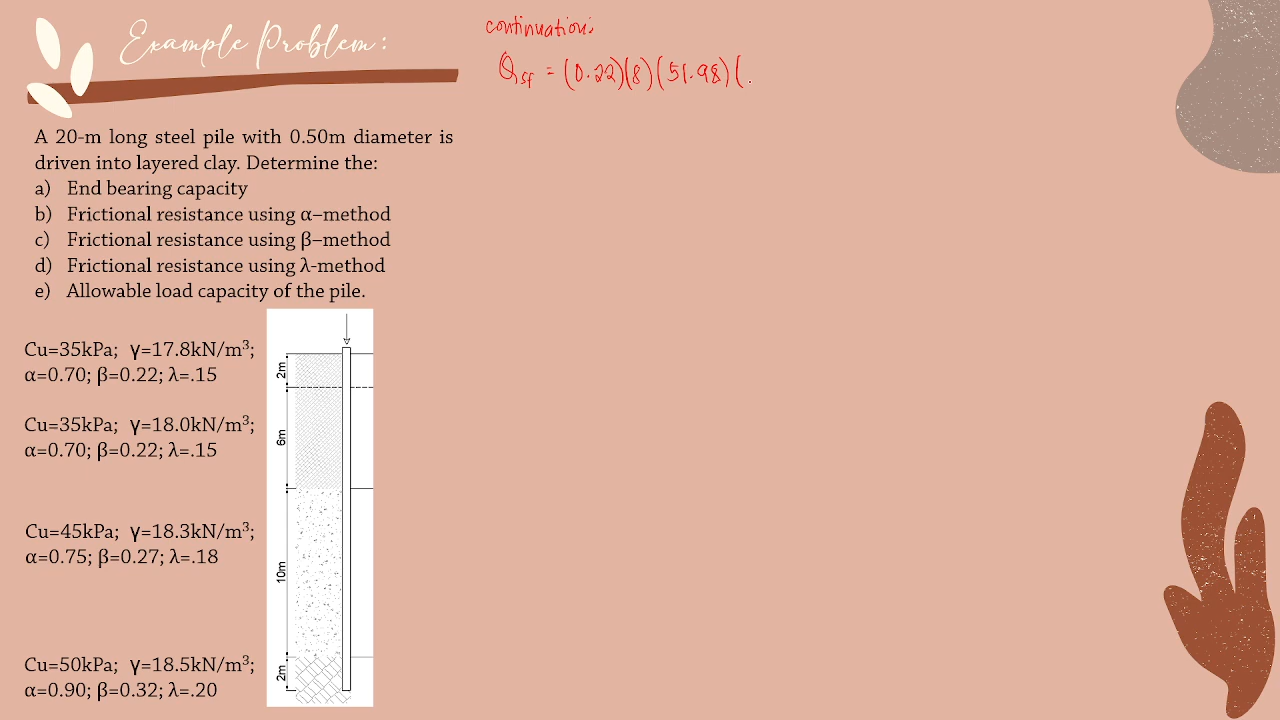 Example Problem:
continuation:
Qsf = (0.22)(8)(51.98)(.
A 20-m long steel pile with 0.50m diameter is
driven into layered clay. Determine the:
a) End bearing capacity
b) Frictional resistance using α–method
c) Frictional resistance using β–method
d) Frictional resistance using λ-method
e) Allowable load capacity of the pile.
Cu=35kPa; γ=17.8kN/m³;
α=0.70; β=0.22; λ=.15
2m
Cu=35kPa; γ=18.0kN/m³;
α=0.70; β=0.22; λ=.15
6m
Cu=45kPa; γ=18.3kN/m³;
α=0.75; β=0.27; λ=.18
10m
Cu=50kPa; γ=18.5kN/m³;
α=0.90; β=0.32; λ=.20
2m